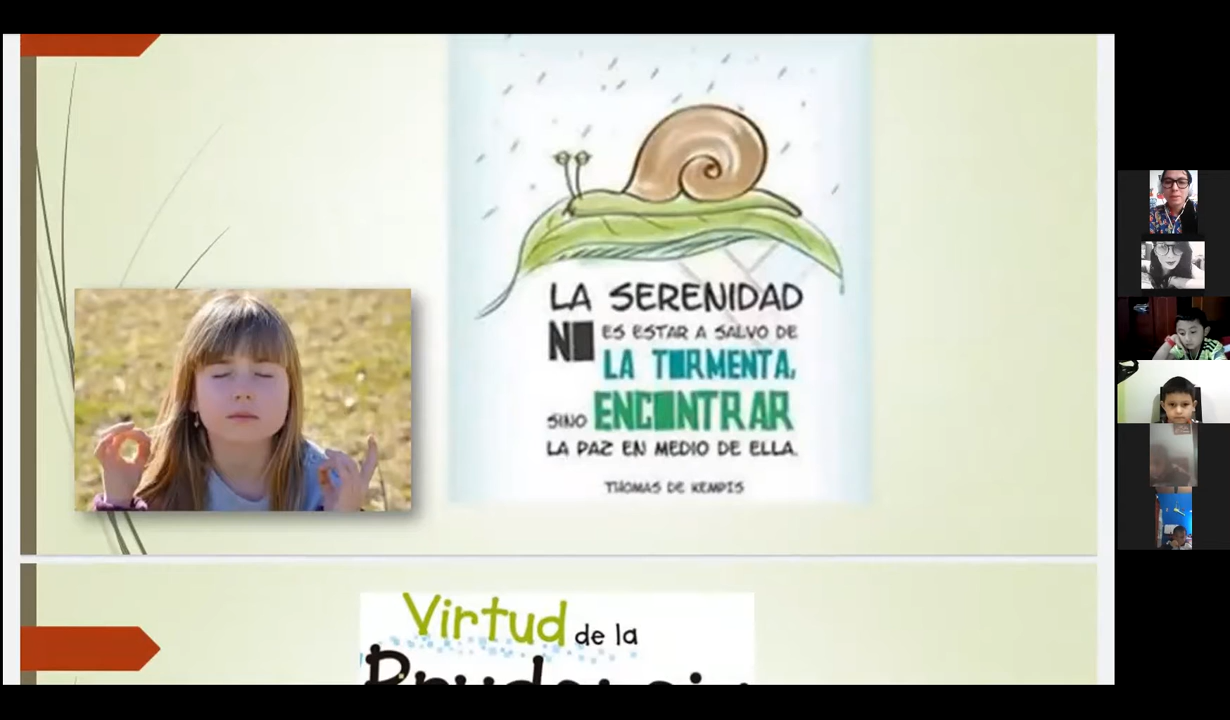 LA SERENIDAD
NO ES ESTAR A SALVO DE
LA TORMENTA,
SINO ENCONTRAR
LA PAZ EN MEDIO DE ELLA.
THOMAS DE KEMPIS
Virtud de la
Prudencia